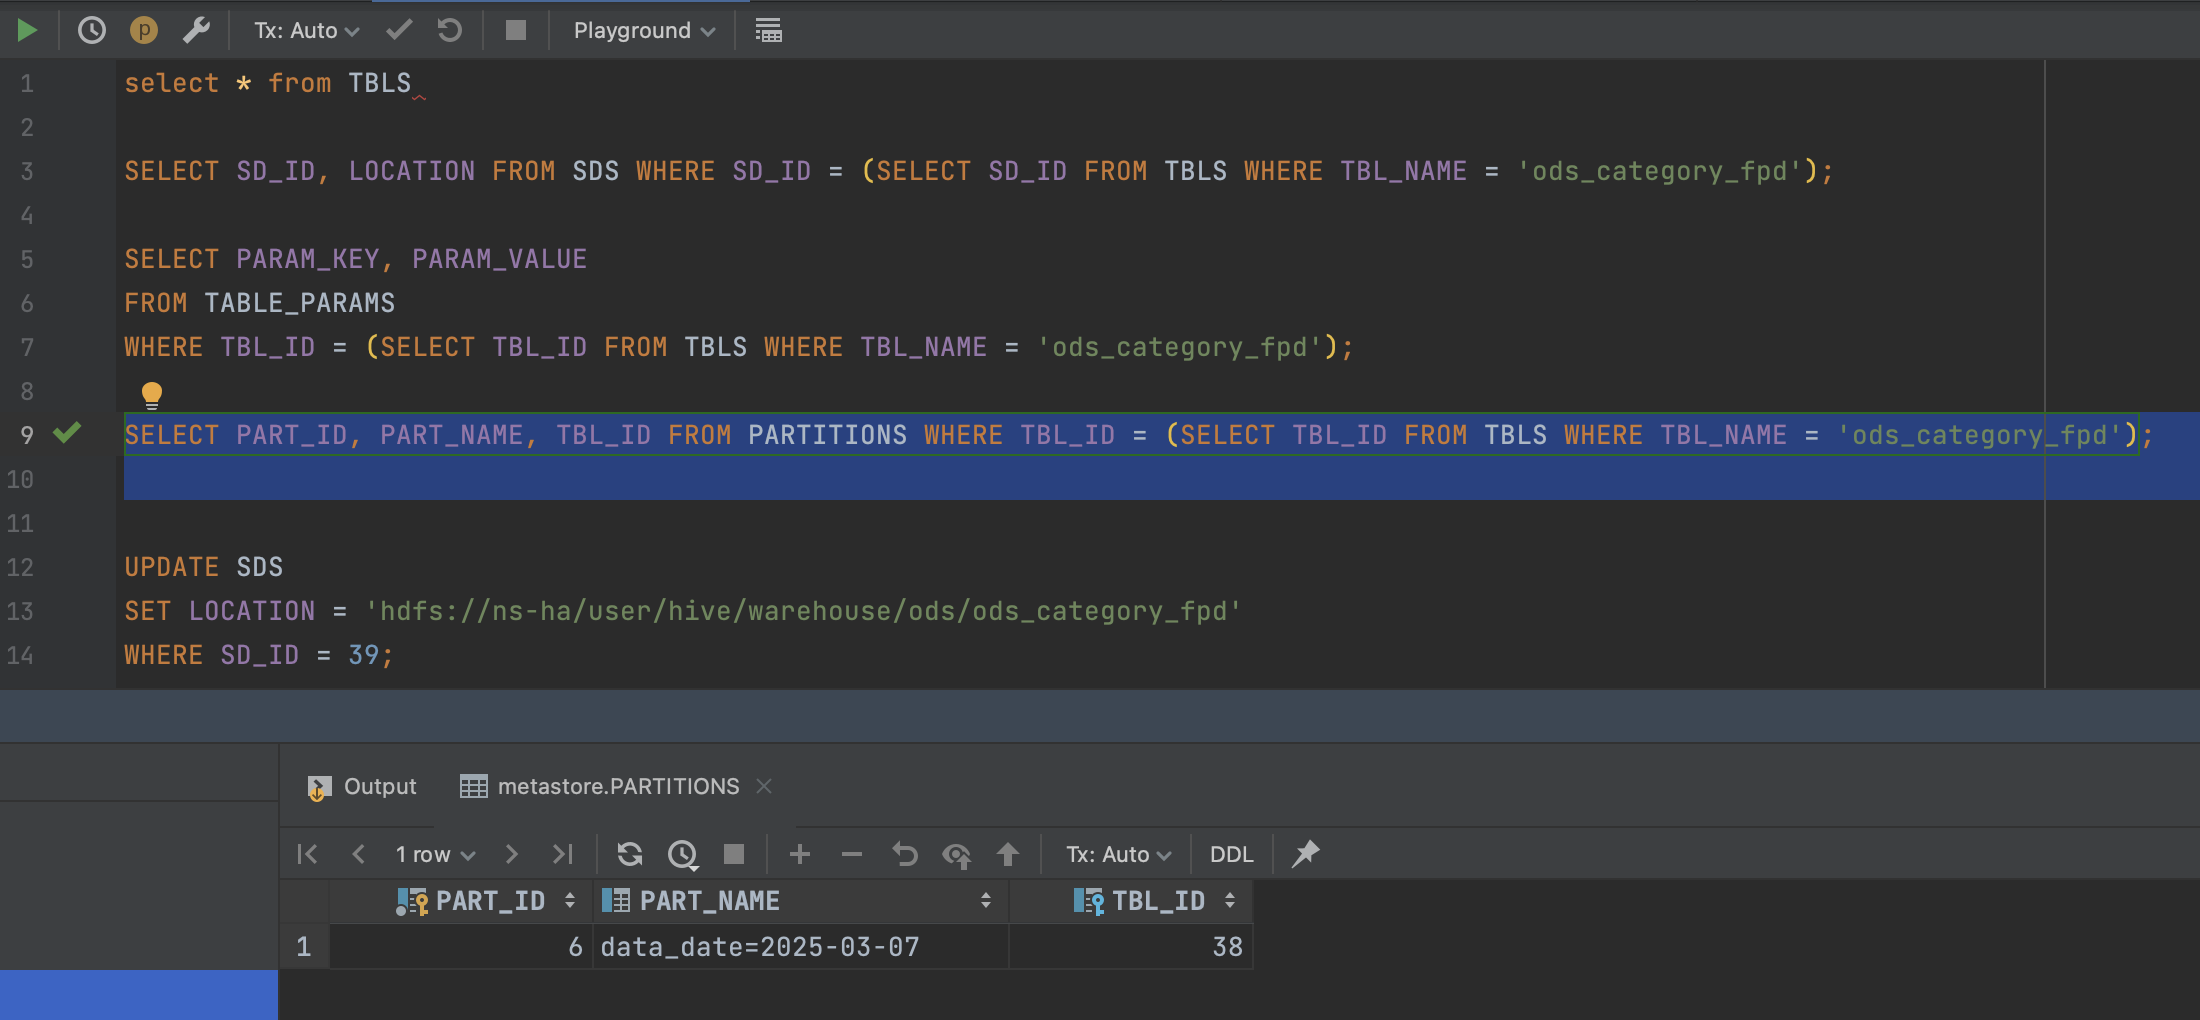 p Tx: Auto Playground
1 select * from TBLS
2
3 SELECT SD_ID, LOCATION FROM SDS WHERE SD_ID = (SELECT SD_ID FROM TBLS WHERE TBL_NAME = 'ods_category_fpd');
4
5 SELECT PARAM_KEY, PARAM_VALUE
6 FROM TABLE_PARAMS
7 WHERE TBL_ID = (SELECT TBL_ID FROM TBLS WHERE TBL_NAME = 'ods_category_fpd');
8
9 SELECT PART_ID, PART_NAME, TBL_ID FROM PARTITIONS WHERE TBL_ID = (SELECT TBL_ID FROM TBLS WHERE TBL_NAME = 'ods_category_fpd');
10
11
12 UPDATE SDS
13 SET LOCATION = 'hdfs://ns-ha/user/hive/warehouse/ods/ods_category_fpd'
14 WHERE SD_ID = 39;
Output metastore.PARTITIONS
1 row Tx: Auto DDL
PART_ID PART_NAME TBL_ID
1 6 data_date=2025-03-07 38